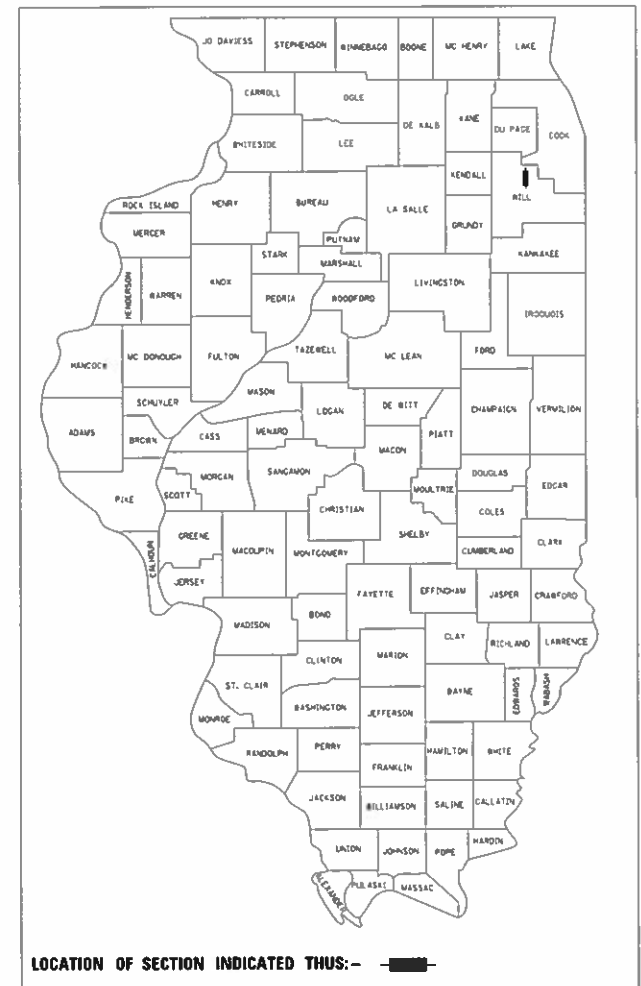 JO DAVIESS STEPHENSON WINNEBAGO BOONE MC HENRY LAKE
CARROLL OGLE DE KALB KANE DU PAGE COOK
WHITESIDE LEE
KENDALL WILL
ROCK ISLAND HENRY BUREAU LA SALLE GRUNDY
MERCER PUTNAM
STARK MARSHALL KANKAKEE
HENDERSON WARREN KNOX PEORIA WOODFORD LIVINGSTON IROQUOIS
HANCOCK MC DONOUGH FULTON TAZEWELL MC LEAN FORD
SCHUYLER MASON LOGAN DE WITT CHAMPAIGN VERMILION
ADAMS BROWN CASS MENARD MACON PIATT
PIKE SCOTT MORGAN SANGAMON CHRISTIAN MOULTRIE DOUGLAS EDGAR
COLES
CALHOUN GREENE MACOUPIN MONTGOMERY SHELBY CUMBERLAND CLARK
JERSEY FAYETTE EFFINGHAM JASPER CRAWFORD
MADISON BOND
CLAY RICHLAND LAWRENCE
CLINTON MARION
ST. CLAIR WASHINGTON WAYNE EDWARDS WABASH
MONROE JEFFERSON
RANDOLPH PERRY HAMILTON WHITE
FRANKLIN
JACKSON WILLIAMSON SALINE GALLATIN
UNION JOHNSON POPE HARDIN
ALEXANDER PULASKI MASSAC
LOCATION OF SECTION INDICATED THUS:-